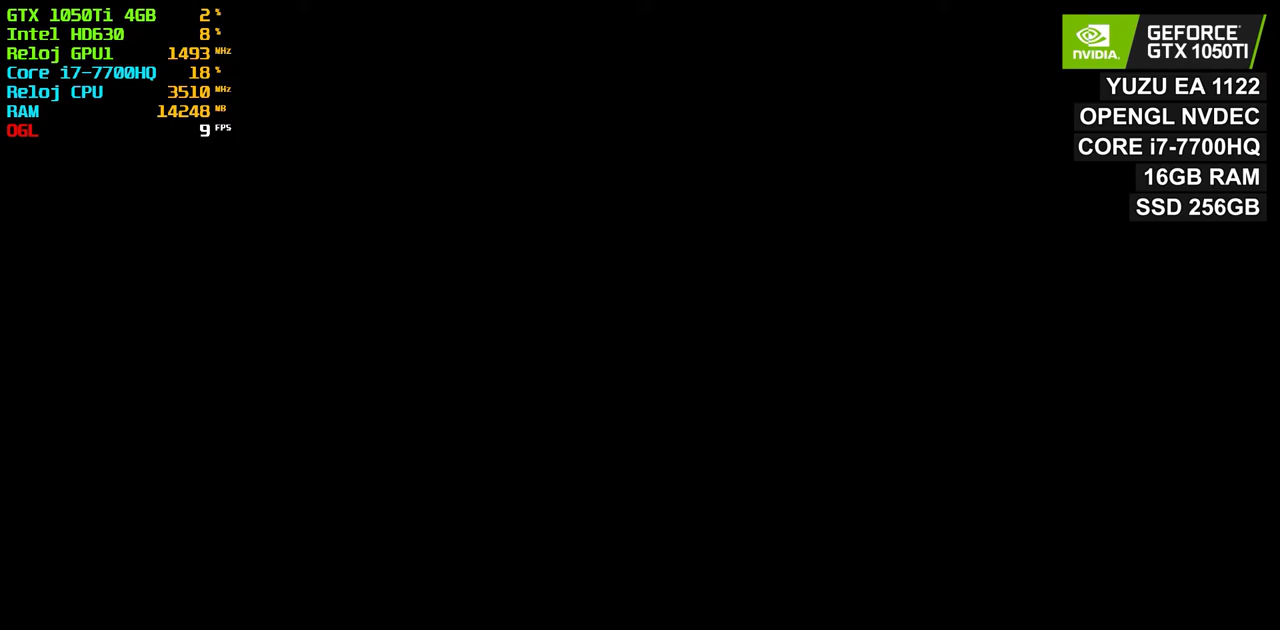 GTX 1050Ti 4GB 2 %
Intel HD630 8 %
Reloj GPU1 1493 MHz
Core i7-7700HQ 18 %
Reloj CPU 3510 MHz
RAM 14248 MB
OGL 9 FPS
NVIDIA.
GEFORCE
GTX 1050TI
YUZU EA 1122
OPENGL NVDEC
CORE i7-7700HQ
16GB RAM
SSD 256GB